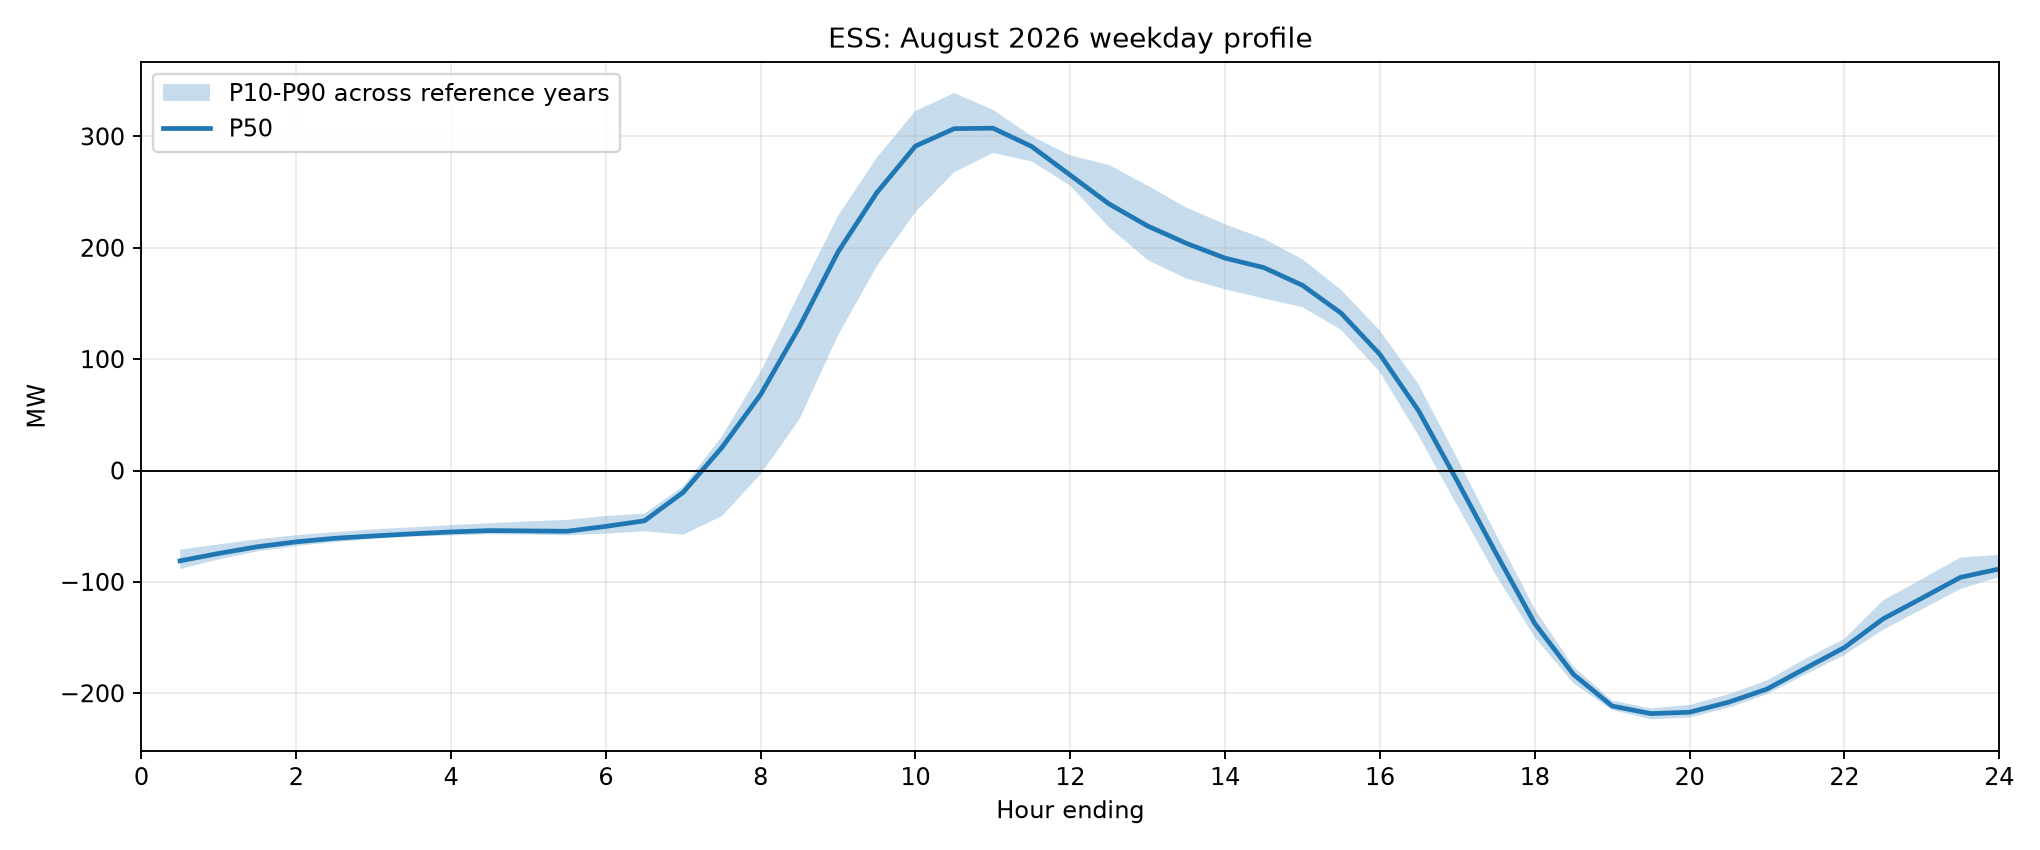 ESS: August 2026 weekday profile
P10-P90 across reference years
P50
300
200
100
0
−100
−200
MW
0 2 4 6 8 10 12 14 16 18 20 22 24
Hour ending